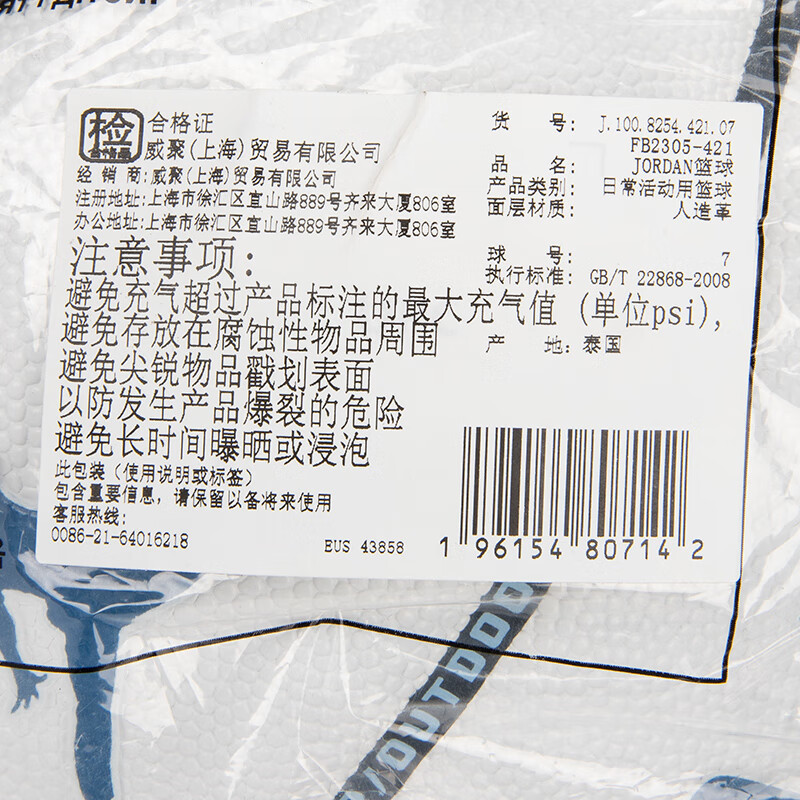 检 合格证
合格品
威聚(上海)贸易有限公司
经 销 商:威聚(上海)贸易有限公司
注册地址:上海市徐汇区宜山路889号齐来大厦806室
办公地址:上海市徐汇区宜山路889号齐来大厦806室
货 号: J.100.8254.421.07
FB2305-421
品 名: JORDAN篮球
产品类别: 日常活动用篮球
面层材质: 人造革
球 号: 7
执行标准: GB/T 22868-2008
产 地: 泰国
注意事项:
避免充气超过产品标注的最大充气值 (单位psi),
避免存放在腐蚀性物品周围
避免尖锐物品戳划表面
以防发生产品爆裂的危险
避免长时间曝晒或浸泡
此包装(使用说明或标签)
包含重要信息, 请保留以备将来使用
客服热线:
0086-21-64016218
EUS 43858
1 96154 80714 2
/OUTDOO